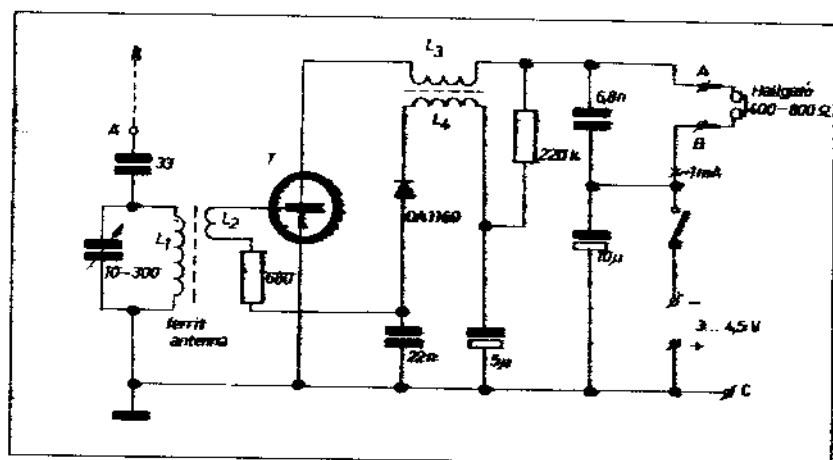 A
33
L1
L2
10–300
ferrit
antenna
T
680
L3
L4
OA1160
22n
5µ
220k
6,8n
10µ
A
B
Hallgató
400–800 Ω
~1mA
–
3... 4,5 V
+
C